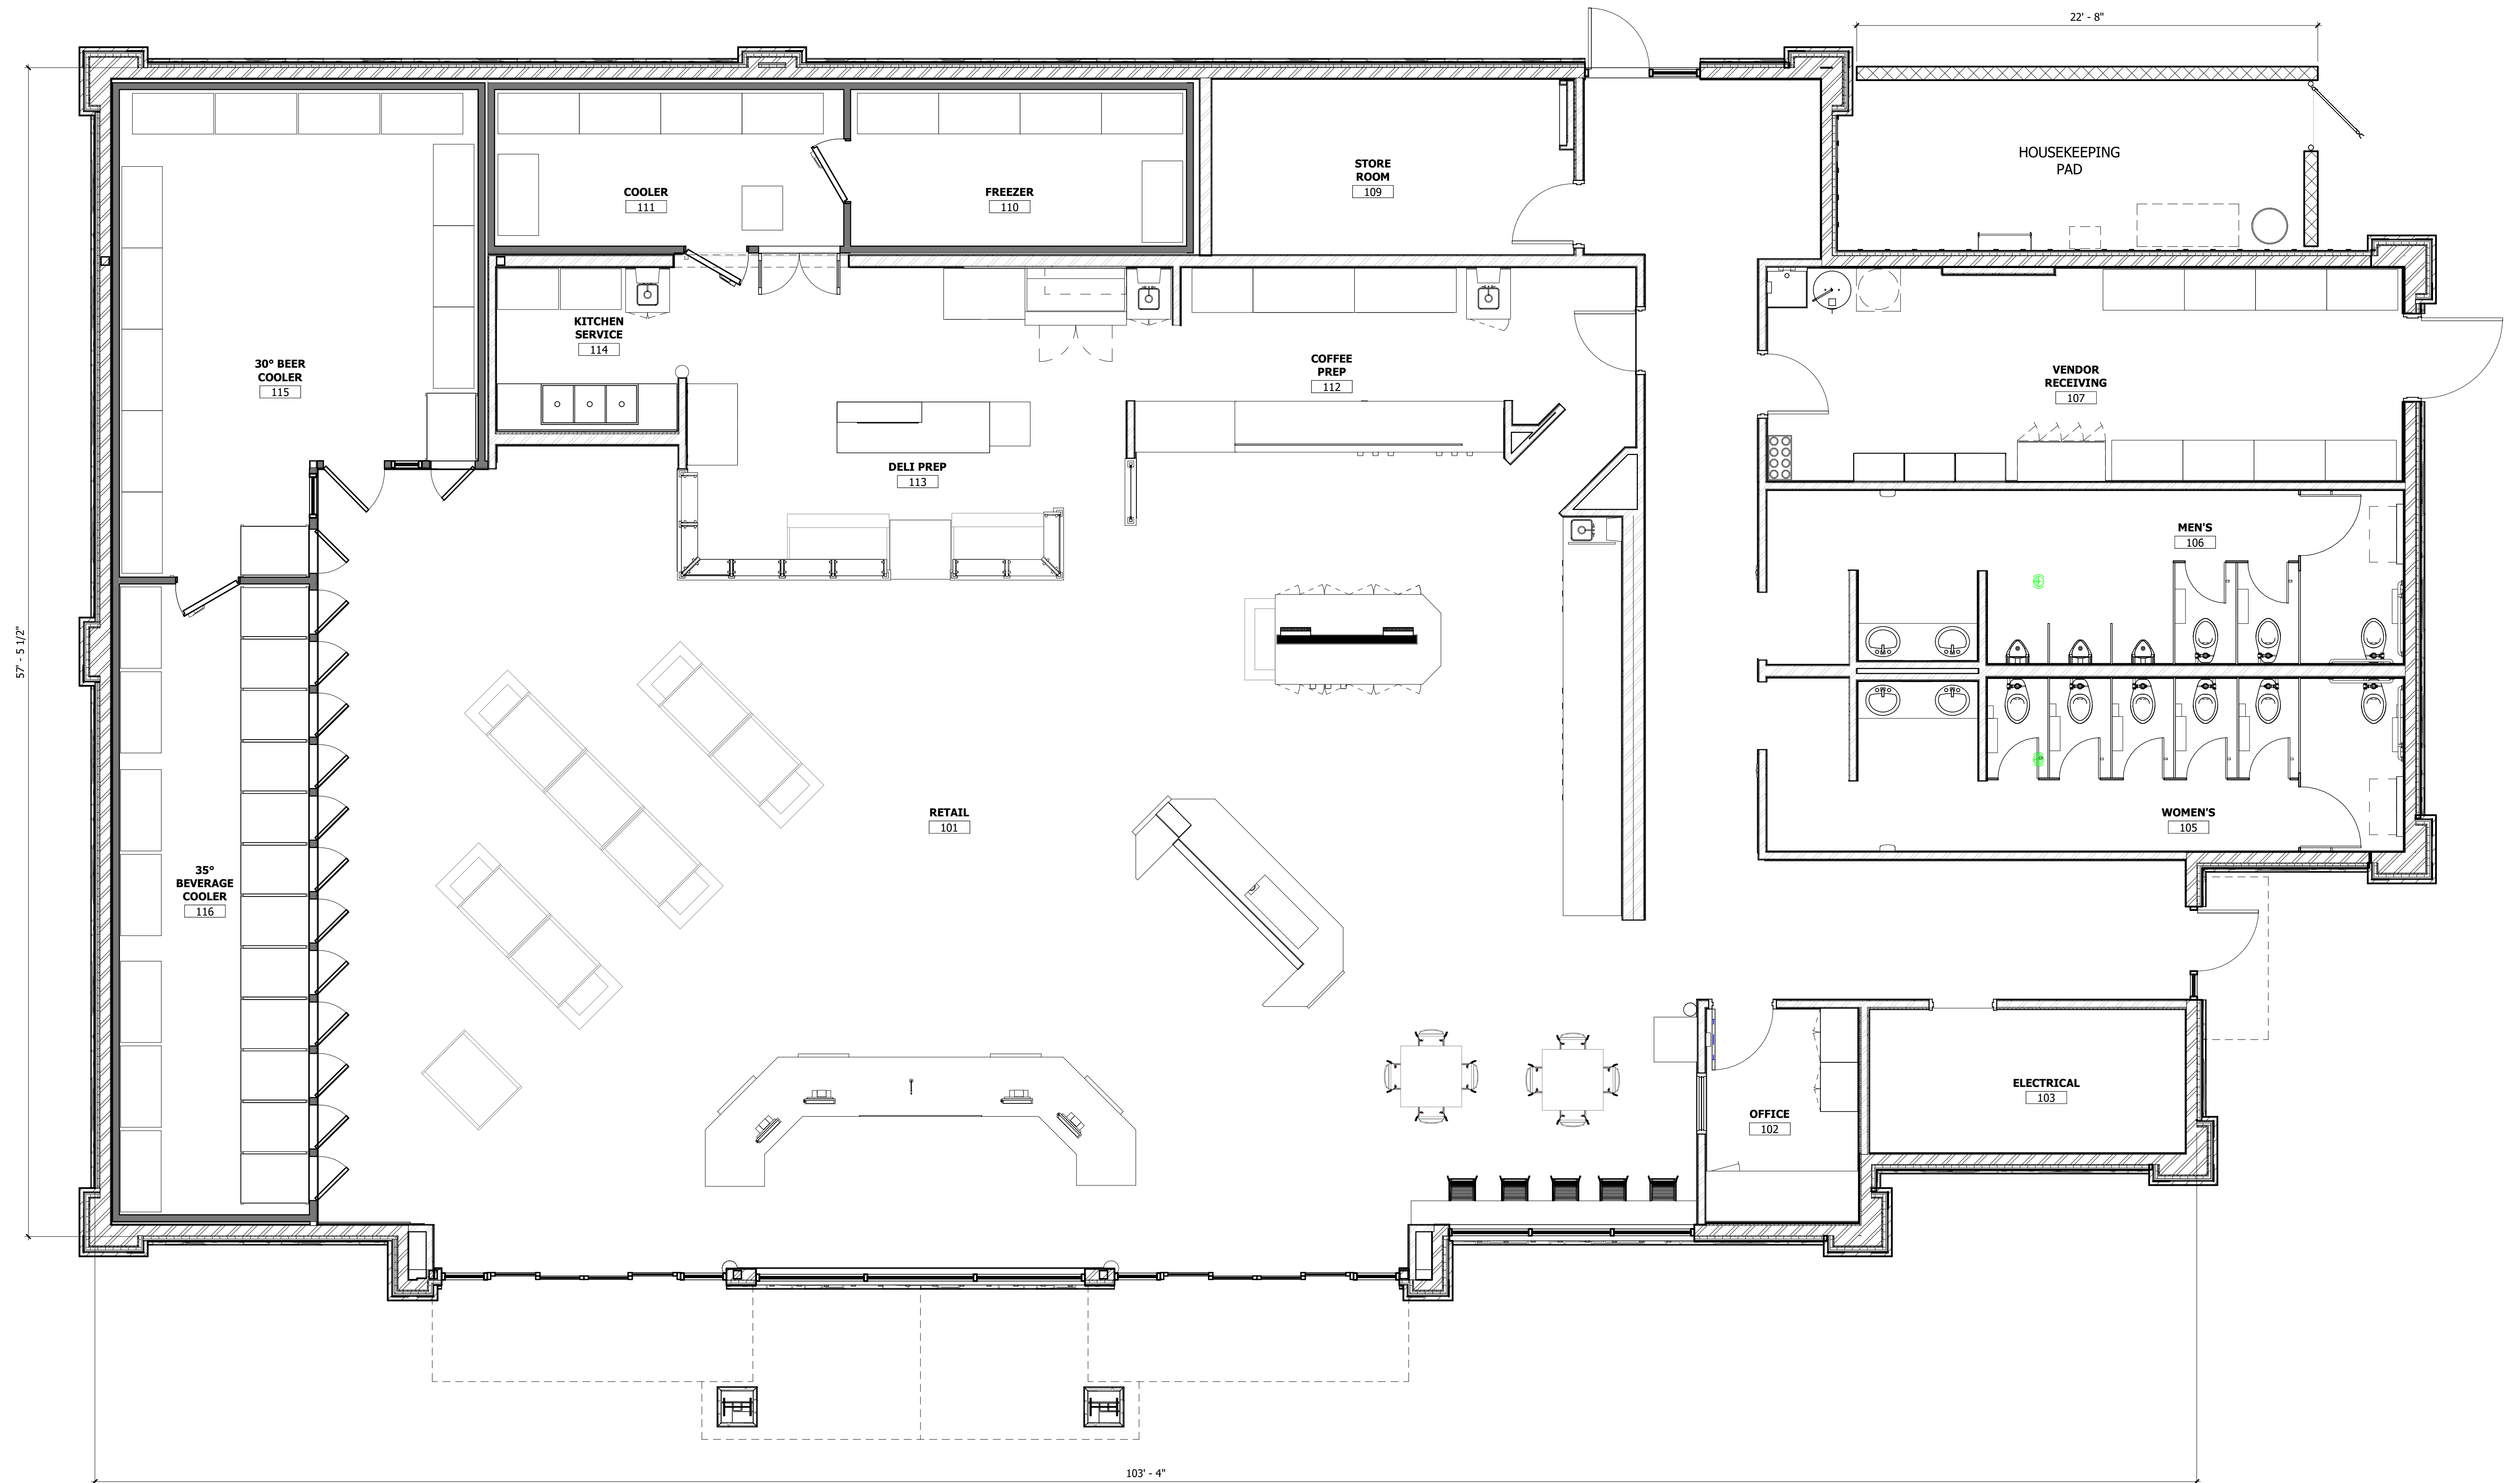 22' - 8"
HOUSEKEEPING
PAD
STORE
ROOM
109
COOLER
111
FREEZER
110
KITCHEN
SERVICE
114
COFFEE
PREP
112
30° BEER
COOLER
115
VENDOR
RECEIVING
107
DELI PREP
113
MEN'S
106
57' - 5 1/2"
RETAIL
101
WOMEN'S
105
35°
BEVERAGE
COOLER
116
ELECTRICAL
103
OFFICE
102
103' - 4"